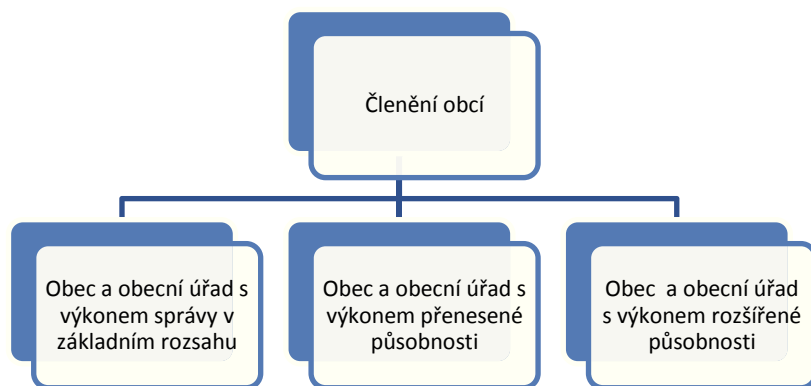 Členění obcí
Obec a obecní úřad s
výkonem správy v
základním rozsahu
Obec a obecní úřad s
výkonem přenesené
působnosti
Obec a obecní úřad
s výkonem rozšířené
působnosti